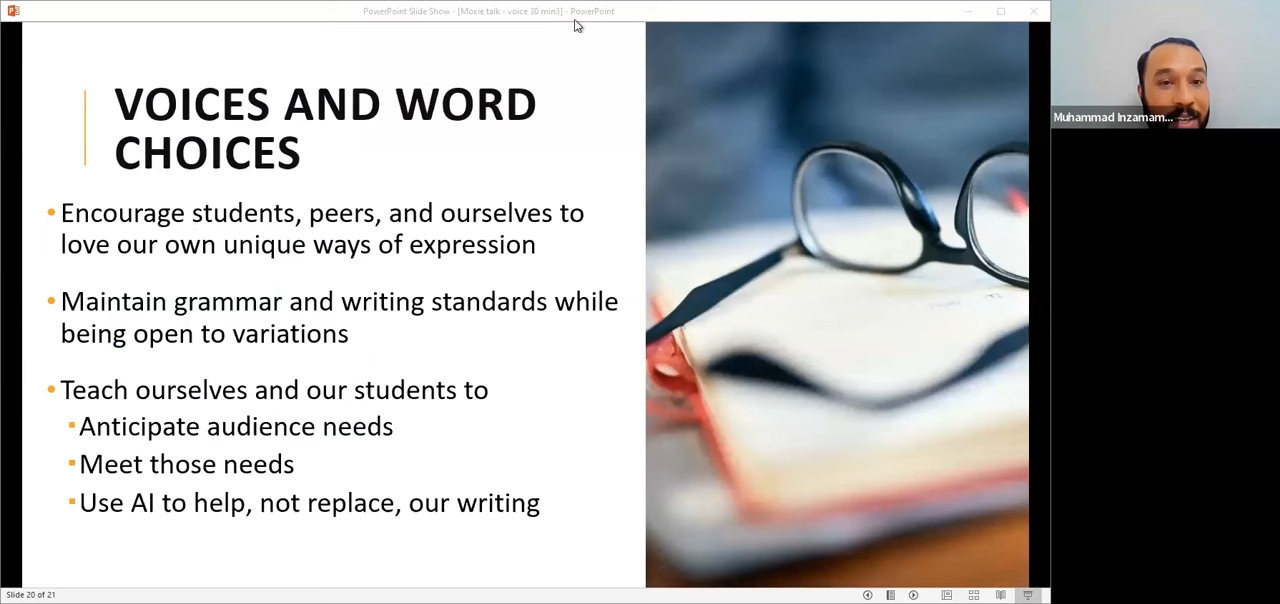 PowerPoint Slide Show - [Moxie talk - voice 30 min3] - PowerPoint
VOICES AND WORD
CHOICES
• Encourage students, peers, and ourselves to
love our own unique ways of expression
• Maintain grammar and writing standards while
being open to variations
• Teach ourselves and our students to
▪ Anticipate audience needs
▪ Meet those needs
▪ Use AI to help, not replace, our writing
Muhammad Inzamam...
Slide 20 of 21